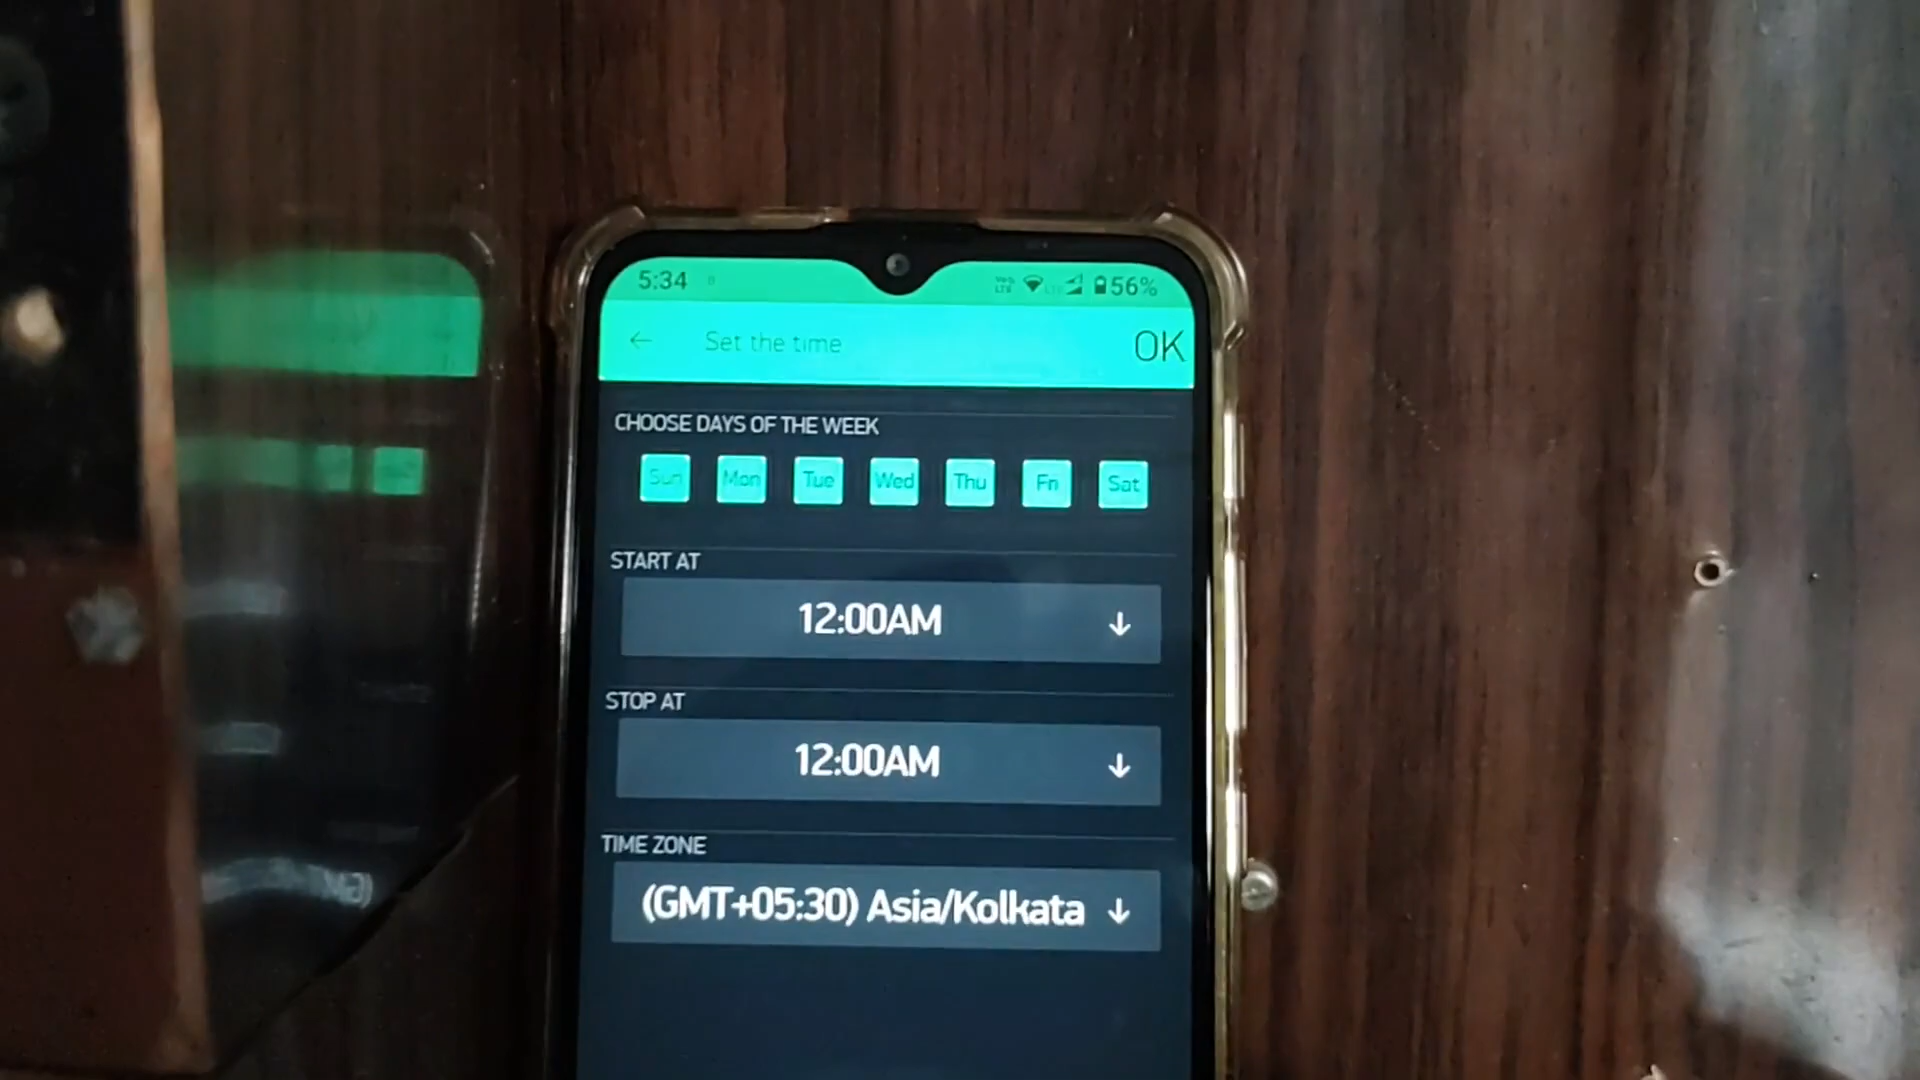 5:34 56%
Set the time OK
CHOOSE DAYS OF THE WEEK
Sun Mon Tue Wed Thu Fri Sat
START AT
12:00AM
STOP AT
12:00AM
TIME ZONE
(GMT+05:30) Asia/Kolkata